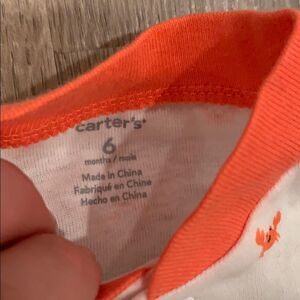 carter's
6
months / mois
Made in China
Fabriqué en Chine
Hecho en China